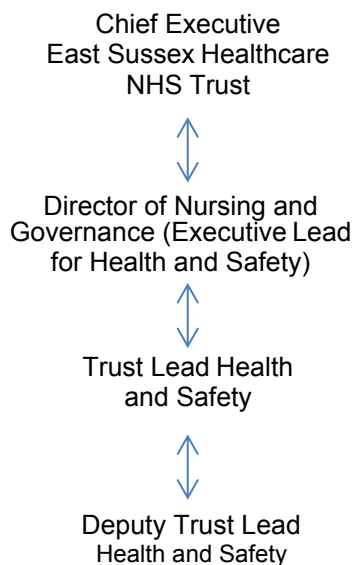 Chief Executive
East Sussex Healthcare
NHS Trust
Director of Nursing and
Governance (Executive Lead
for Health and Safety)
Trust Lead Health
and Safety
Deputy Trust Lead
Health and Safety